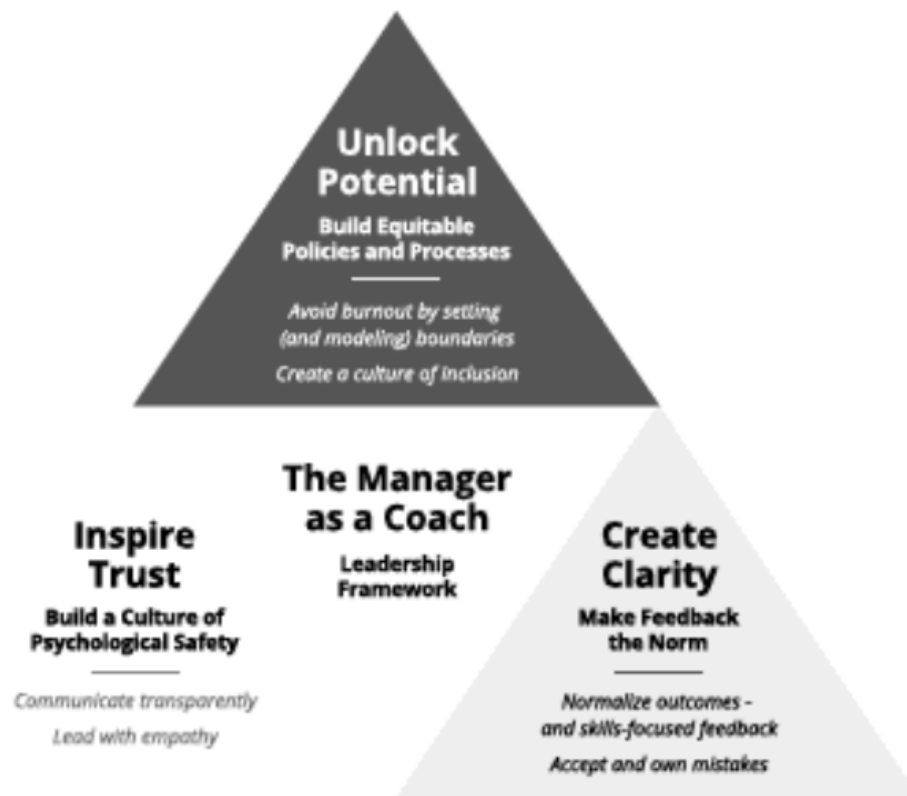 Unlock
Potential
Build Equitable
Policies and Processes
Avoid burnout by setting
(and modeling) boundaries
Create a culture of inclusion
The Manager
as a Coach
Leadership
Framework
Inspire
Trust
Build a Culture of
Psychological Safety
Communicate transparently
Lead with empathy
Create
Clarity
Make Feedback
the Norm
Normalize outcomes -
and skills-focused feedback
Accept and own mistakes